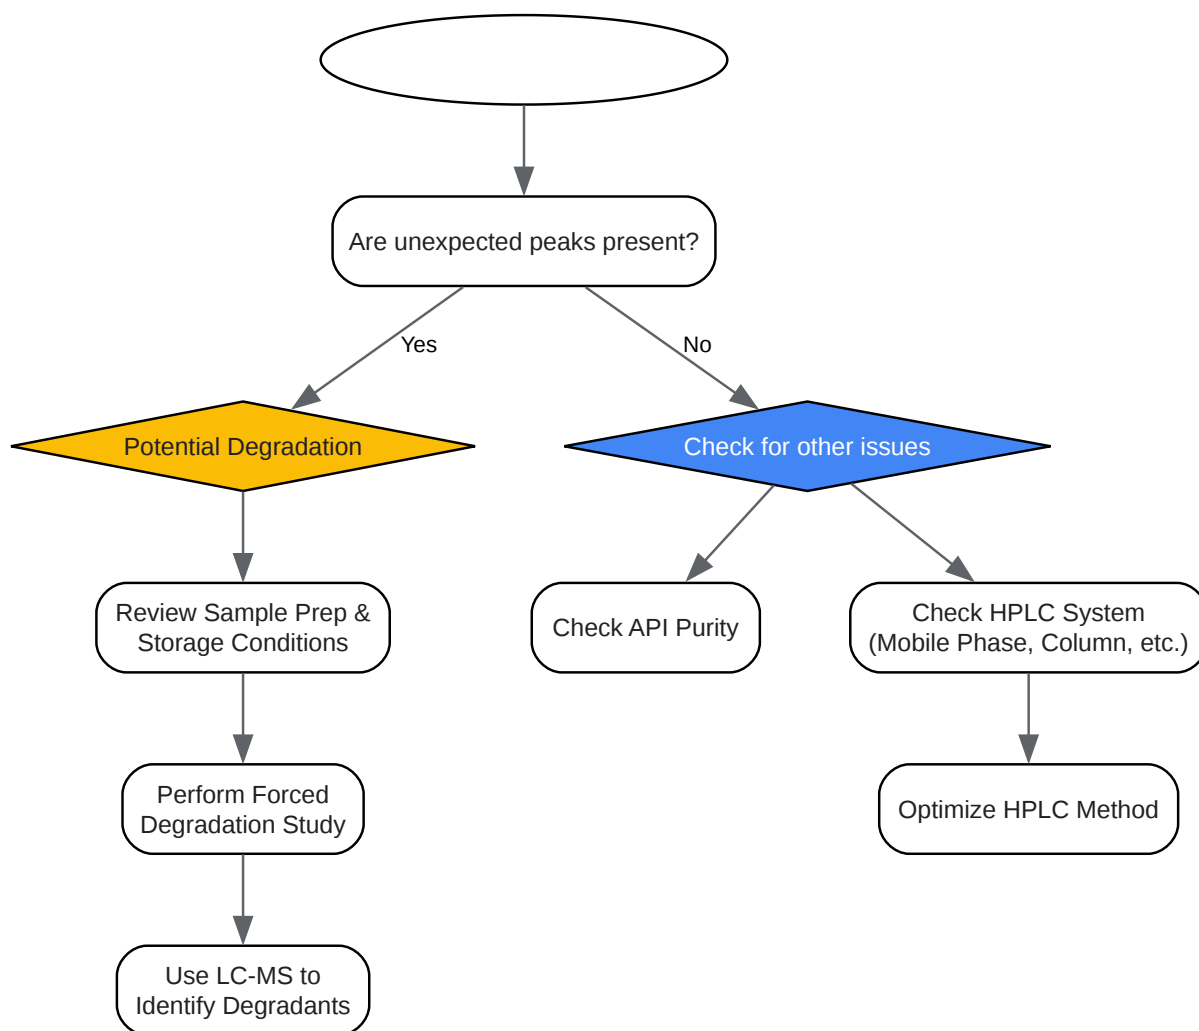 Are unexpected peaks present?
Yes
No
Potential Degradation
Check for other issues
Review Sample Prep &
Storage Conditions
Check API Purity
Check HPLC System
(Mobile Phase, Column, etc.)
Perform Forced
Degradation Study
Optimize HPLC Method
Use LC-MS to
Identify Degradants